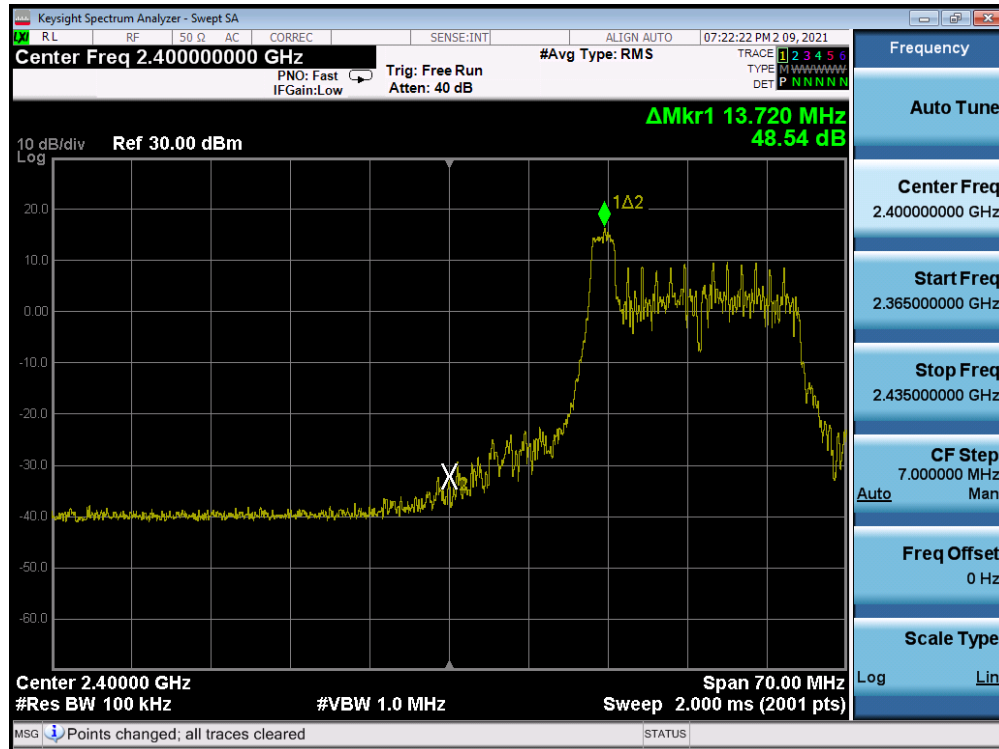 Keysight Spectrum Analyzer - Swept SA
LXI RL RF 50 Ω AC CORREC SENSE:INT ALIGN AUTO 07:22:22 PM 2 09, 2021
Center Freq 2.400000000 GHz
PNO: Fast
IFGain:Low
Trig: Free Run
Atten: 40 dB
#Avg Type: RMS
TRACE 1 2 3 4 5 6
TYPE M WWWWW
DET P N N N N N
ΔMkr1 13.720 MHz
48.54 dB
10 dB/div Ref 30.00 dBm
Log
1Δ2
20.0
10.0
0.00
-10.0
-20.0
-30.0
2
-40.0
-50.0
-60.0
Center 2.40000 GHz Span 70.00 MHz
#Res BW 100 kHz #VBW 1.0 MHz Sweep 2.000 ms (2001 pts)
MSG Points changed; all traces cleared STATUS
Frequency
Auto Tune
Center Freq
2.400000000 GHz
Start Freq
2.365000000 GHz
Stop Freq
2.435000000 GHz
CF Step
7.000000 MHz
Auto Man
Freq Offset
0 Hz
Scale Type
Log Lin